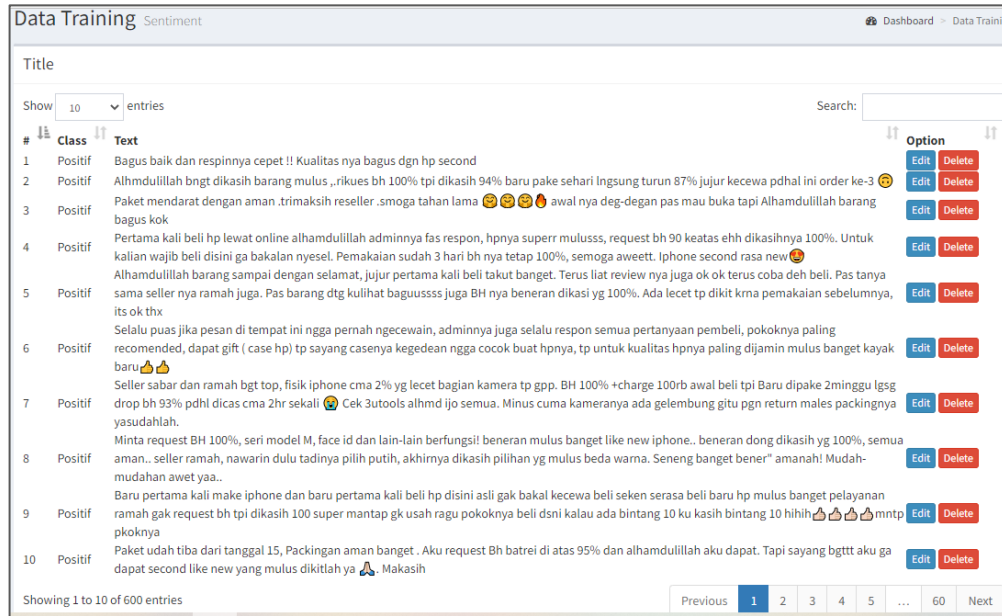 Data Training Sentiment
Dashboard > Data Traini
Title
Show 10 entries
Search:
# Class Text Option
1 Positif Bagus baik dan respinnya cepet !! Kualitas nya bagus dgn hp second Edit Delete
2 Positif Alhmdulillah bngt dikasih barang mulus ,.rikues bh 100% tpi dikasih 94% baru pake sehari lngsung turun 87% jujur kecewa pdhal ini order ke-3 🙃 Edit Delete
3 Positif Paket mendarat dengan aman .trimaksih reseller .smoga tahan lama 🤗🤗🤗🔥 awal nya deg-degan pas mau buka tapi Alhamdulillah barang
bagus kok Edit Delete
4 Positif Pertama kali beli hp lewat online alhamdulillah adminnya fas respon, hpnya superr mulusss, request bh 90 keatas ehh dikasihnya 100%. Untuk
kalian wajib beli disini ga bakalan nyesel. Pemakaian sudah 3 hari bh nya tetap 100%, semoga aweett. Iphone second rasa new😍 Edit Delete
5 Positif Alhamdulillah barang sampai dengan selamat, jujur pertama kali beli takut banget. Terus liat review nya juga ok ok terus coba deh beli. Pas tanya
sama seller nya ramah juga. Pas barang dtg kulihat baguussss juga BH nya beneran dikasi yg 100%. Ada lecet tp dikit krna pemakaian sebelumnya,
its ok thx Edit Delete
6 Positif Selalu puas jika pesan di tempat ini ngga pernah ngecewain, adminnya juga selalu respon semua pertanyaan pembeli, pokoknya paling
recomended, dapat gift ( case hp) tp sayang casenya kegedean ngga cocok buat hpnya, tp untuk kualitas hpnya paling dijamin mulus banget kayak
baru👍👍 Edit Delete
7 Positif Seller sabar dan ramah bgt top, fisik iphone cma 2% yg lecet bagian kamera tp gpp. BH 100% +charge 100rb awal beli tpi Baru dipake 2minggu lgsg
drop bh 93% pdhl dicas cma 2hr sekali 😭 Cek 3utools alhmd ijo semua. Minus cuma kameranya ada gelembung gitu pgn return males packingnya
yasudahlah. Edit Delete
8 Positif Minta request BH 100%, seri model M, face id dan lain-lain berfungsi! beneran mulus banget like new iphone.. beneran dong dikasih yg 100%, semua
aman.. seller ramah, nawarin dulu tadinya pilih putih, akhirnya dikasih pilihan yg mulus beda warna. Seneng banget bener" amanah! Mudah-
mudahan awet yaa.. Edit Delete
9 Positif Baru pertama kali make iphone dan baru pertama kali beli hp disini asli gak bakal kecewa beli seken serasa beli baru hp mulus banget pelayanan
ramah gak request bh tpi dikasih 100 super mantap gk usah ragu pokoknya beli dsni kalau ada bintang 10 ku kasih bintang 10 hihih👍🏻👍🏻👍🏻👍🏻mntp
pkoknya Edit Delete
10 Positif Paket udah tiba dari tanggal 15, Packingan aman banget . Aku request Bh batrei di atas 95% dan alhamdulillah aku dapat. Tapi sayang bgttt aku ga
dapat second like new yang mulus dikitlah ya 🙏🏻. Makasih Edit Delete
Showing 1 to 10 of 600 entries
Previous 1 2 3 4 5 … 60 Next